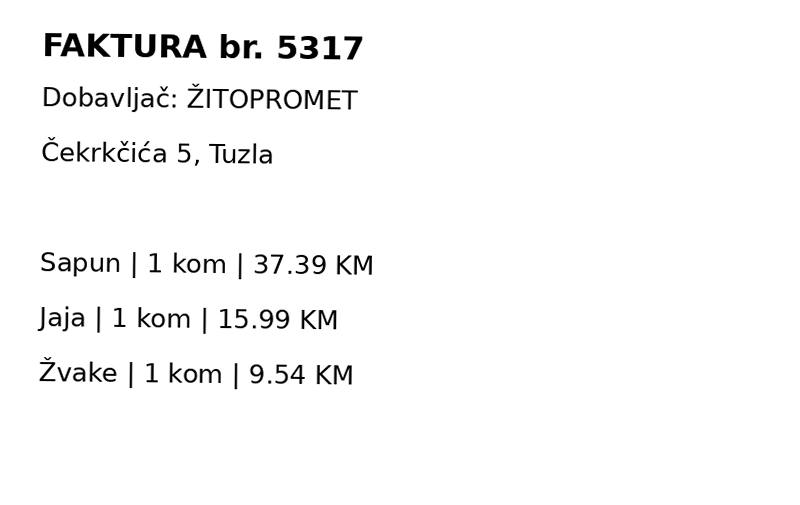 FAKTURA br. 5317
Dobavljač: ŽITOPROMET
Čekrkčića 5, Tuzla
Sapun | 1 kom | 37.39 KM
Jaja | 1 kom | 15.99 KM
Žvake | 1 kom | 9.54 KM